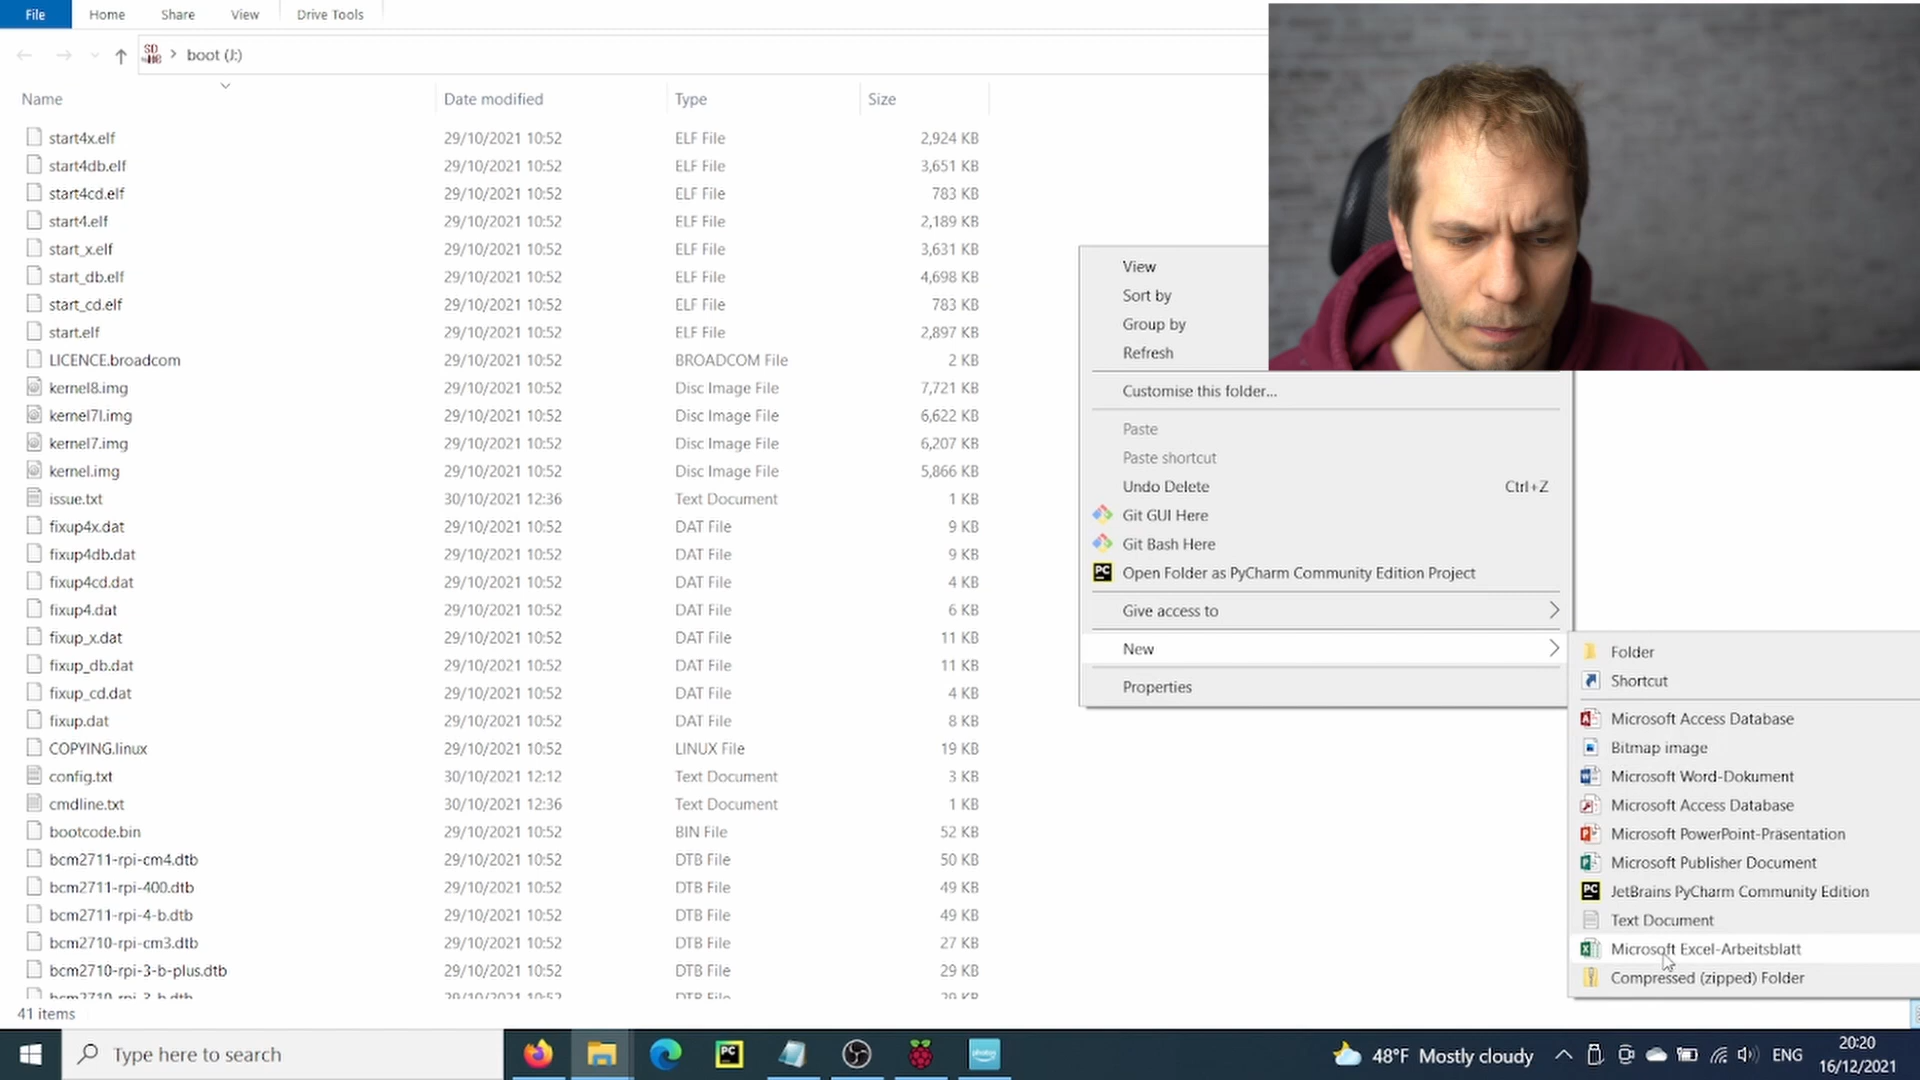 File Home Share View Drive Tools
boot (J:)
Name Date modified Type Size
start4x.elf 29/10/2021 10:52 ELF File 2,924 KB
start4db.elf 29/10/2021 10:52 ELF File 3,651 KB
start4cd.elf 29/10/2021 10:52 ELF File 783 KB
start4.elf 29/10/2021 10:52 ELF File 2,189 KB
start_x.elf 29/10/2021 10:52 ELF File 3,631 KB
start_db.elf 29/10/2021 10:52 ELF File 4,698 KB
start_cd.elf 29/10/2021 10:52 ELF File 783 KB
start.elf 29/10/2021 10:52 ELF File 2,897 KB
LICENCE.broadcom 29/10/2021 10:52 BROADCOM File 2 KB
kernel8.img 29/10/2021 10:52 Disc Image File 7,721 KB
kernel7l.img 29/10/2021 10:52 Disc Image File 6,622 KB
kernel7.img 29/10/2021 10:52 Disc Image File 6,207 KB
kernel.img 29/10/2021 10:52 Disc Image File 5,866 KB
issue.txt 30/10/2021 12:36 Text Document 1 KB
fixup4x.dat 29/10/2021 10:52 DAT File 9 KB
fixup4db.dat 29/10/2021 10:52 DAT File 9 KB
fixup4cd.dat 29/10/2021 10:52 DAT File 4 KB
fixup4.dat 29/10/2021 10:52 DAT File 6 KB
fixup_x.dat 29/10/2021 10:52 DAT File 11 KB
fixup_db.dat 29/10/2021 10:52 DAT File 11 KB
fixup_cd.dat 29/10/2021 10:52 DAT File 4 KB
fixup.dat 29/10/2021 10:52 DAT File 8 KB
COPYING.linux 29/10/2021 10:52 LINUX File 19 KB
config.txt 30/10/2021 12:12 Text Document 3 KB
cmdline.txt 30/10/2021 12:36 Text Document 1 KB
bootcode.bin 29/10/2021 10:52 BIN File 52 KB
bcm2711-rpi-cm4.dtb 29/10/2021 10:52 DTB File 50 KB
bcm2711-rpi-400.dtb 29/10/2021 10:52 DTB File 49 KB
bcm2711-rpi-4-b.dtb 29/10/2021 10:52 DTB File 49 KB
bcm2710-rpi-cm3.dtb 29/10/2021 10:52 DTB File 27 KB
bcm2710-rpi-3-b-plus.dtb 29/10/2021 10:52 DTB File 29 KB
bcm2710-rpi-3-b.dtb 29/10/2021 10:52 DTB File 29 KB
41 items
View
Sort by
Group by
Refresh
Customise this folder...
Paste
Paste shortcut
Undo Delete Ctrl+Z
Git GUI Here
Git Bash Here
PC Open Folder as PyCharm Community Edition Project
Give access to
New
Properties
Folder
Shortcut
Microsoft Access Database
Bitmap image
Microsoft Word-Dokument
Microsoft Access Database
Microsoft PowerPoint-Präsentation
Microsoft Publisher Document
PC JetBrains PyCharm Community Edition
Text Document
Microsoft Excel-Arbeitsblatt
Compressed (zipped) Folder
Type here to search
PC
photos
48°F Mostly cloudy
ENG
20:20
16/12/2021